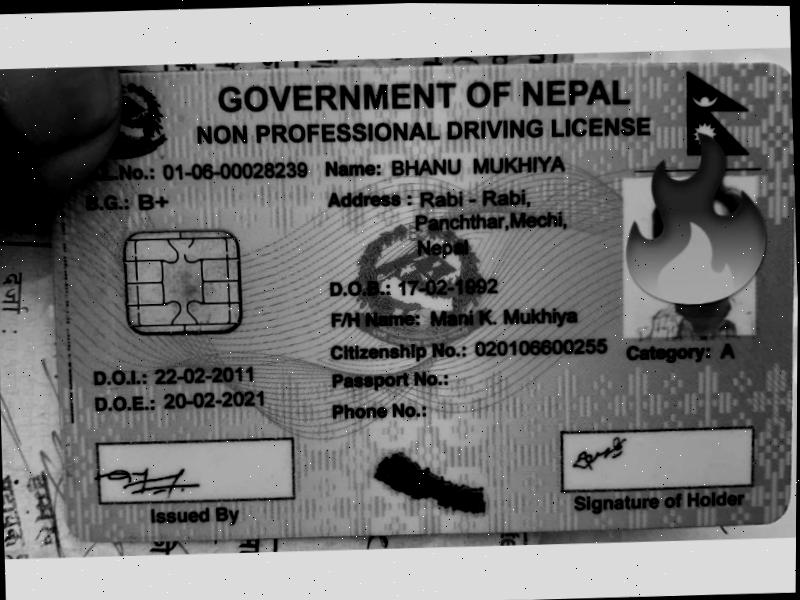 GOVERNMENT OF NEPAL
NON PROFESSIONAL DRIVING LICENSE
.No.: 01-06-00028239
Name: BHANU MUKHIYA
B.G.: B+
Address : Rabi - Rabi,
Panchthar,Mechi,
Nepal
D.O.B.: 17-02-1992
F/H Name: Mani K. Mukhiya
Citizenship No.: 020106600255
Category: A
D.O.I.: 22-02-2011
Passport No.:
D.O.E.: 20-02-2021
Phone No.:
Issued By
Signature of Holder